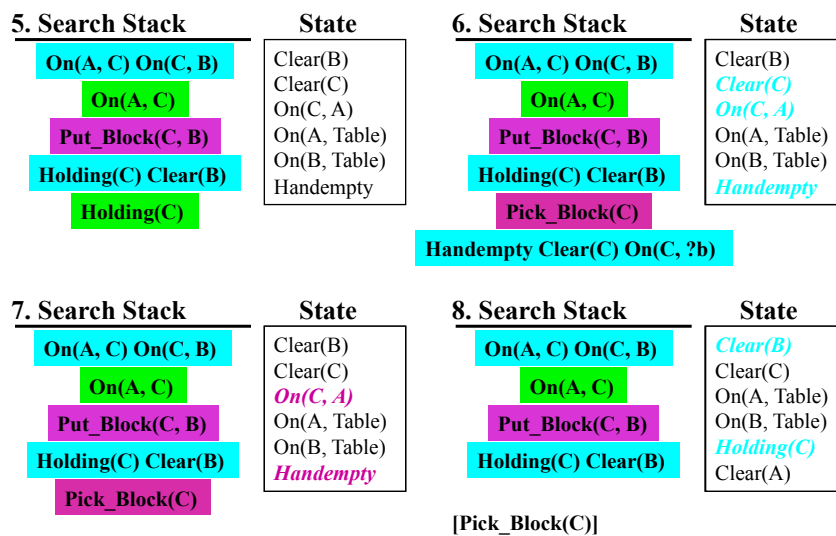 5. Search Stack
State
On(A, C) On(C, B)
On(A, C)
Put_Block(C, B)
Holding(C) Clear(B)
Holding(C)
Clear(B)
Clear(C)
On(C, A)
On(A, Table)
On(B, Table)
Handempty
6. Search Stack
State
On(A, C) On(C, B)
On(A, C)
Put_Block(C, B)
Holding(C) Clear(B)
Pick_Block(C)
Handempty Clear(C) On(C, ?b)
Clear(B)
Clear(C)
On(C, A)
On(A, Table)
On(B, Table)
Handempty
7. Search Stack
State
On(A, C) On(C, B)
On(A, C)
Put_Block(C, B)
Holding(C) Clear(B)
Pick_Block(C)
Clear(B)
Clear(C)
On(C, A)
On(A, Table)
On(B, Table)
Handempty
8. Search Stack
State
On(A, C) On(C, B)
On(A, C)
Put_Block(C, B)
Holding(C) Clear(B)
[Pick_Block(C)]
Clear(B)
Clear(C)
On(A, Table)
On(B, Table)
Holding(C)
Clear(A)